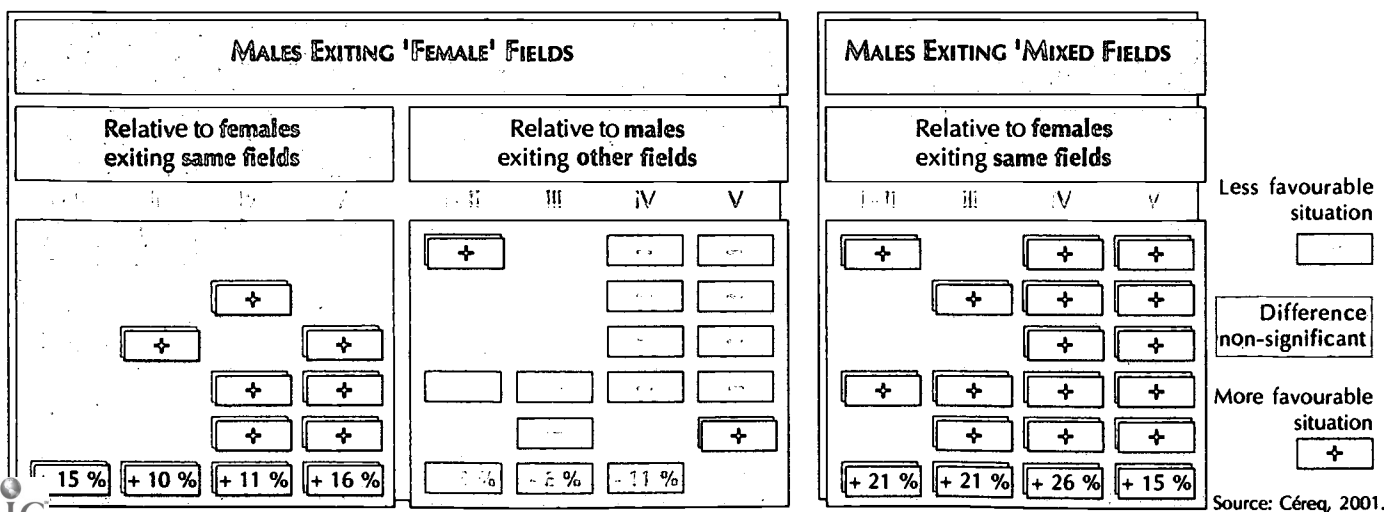 MALES EXITING 'FEMALE' FIELDS
MALES EXITING 'MIXED FIELDS
Relative to females
exiting same fields
Relative to males
exiting other fields
Relative to females
exiting same fields
III IV V
III IV V
Less favourable
situation
Difference
non-significant
More favourable
situation
+ + +
+ + + +
+ + + + +
+ + + + + +
+ + + + + +
15 % + 10 % + 11 % + 16 % % % - 11 % + 21 % + 21 % + 26 % + 15 %
Source: Céreq, 2001.